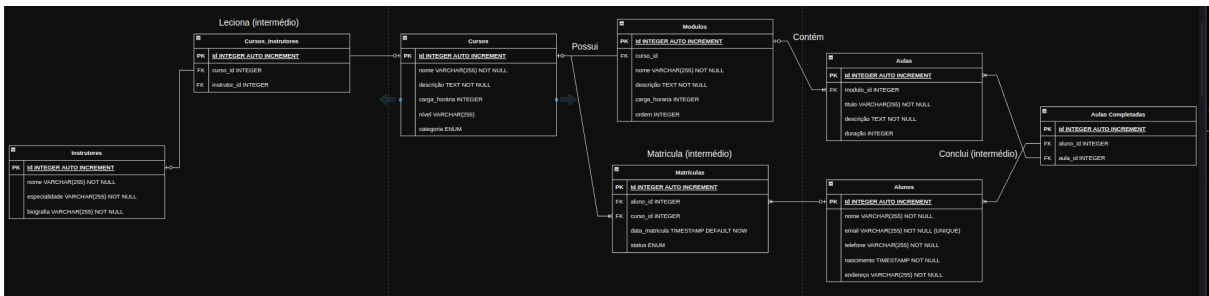 Leciona (intermédio)
Cursos_Instrutores
PK Id INTEGER AUTO INCREMENT
FK curso_id INTEGER
FK instrutor_id INTEGER
Instrutores
PK Id INTEGER AUTO INCREMENT
nome VARCHAR(255) NOT NULL
especialidade VARCHAR(255) NOT NULL
biografia VARCHAR(255) NOT NULL
Cursos
PK Id INTEGER AUTO INCREMENT
nome VARCHAR(255) NOT NULL
descrição TEXT NOT NULL
carga_horária INTEGER
nível VARCHAR(255)
categoria ENUM
Possui
Modulos
PK Id INTEGER AUTO INCREMENT
FK curso_id
nome VARCHAR(255) NOT NULL
descrição TEXT NOT NULL
carga_horaria INTEGER
ordem INTEGER
Matricula (intermédio)
Matrículas
PK Id INTEGER AUTO INCREMENT
FK aluno_id INTEGER
FK curso_id INTEGER
data_matricula TIMESTAMP DEFAULT NOW
status ENUM
Contém
Aulas
PK Id INTEGER AUTO INCREMENT
FK modulo_id INTEGER
titulo VARCHAR(255) NOT NULL
descrição TEXT NOT NULL
duração INTEGER
Conclui (intermédio)
Alunos
PK Id INTEGER AUTO INCREMENT
nome VARCHAR(255) NOT NULL
email VARCHAR(255) NOT NULL (UNIQUE)
telefone VARCHAR(255) NOT NULL
nascimento TIMESTAMP NOT NULL
endereço VARCHAR(255) NOT NULL
Aulas Completadas
PK Id INTEGER AUTO INCREMENT
FK aluno_id INTEGER
FK aula_id INTEGER